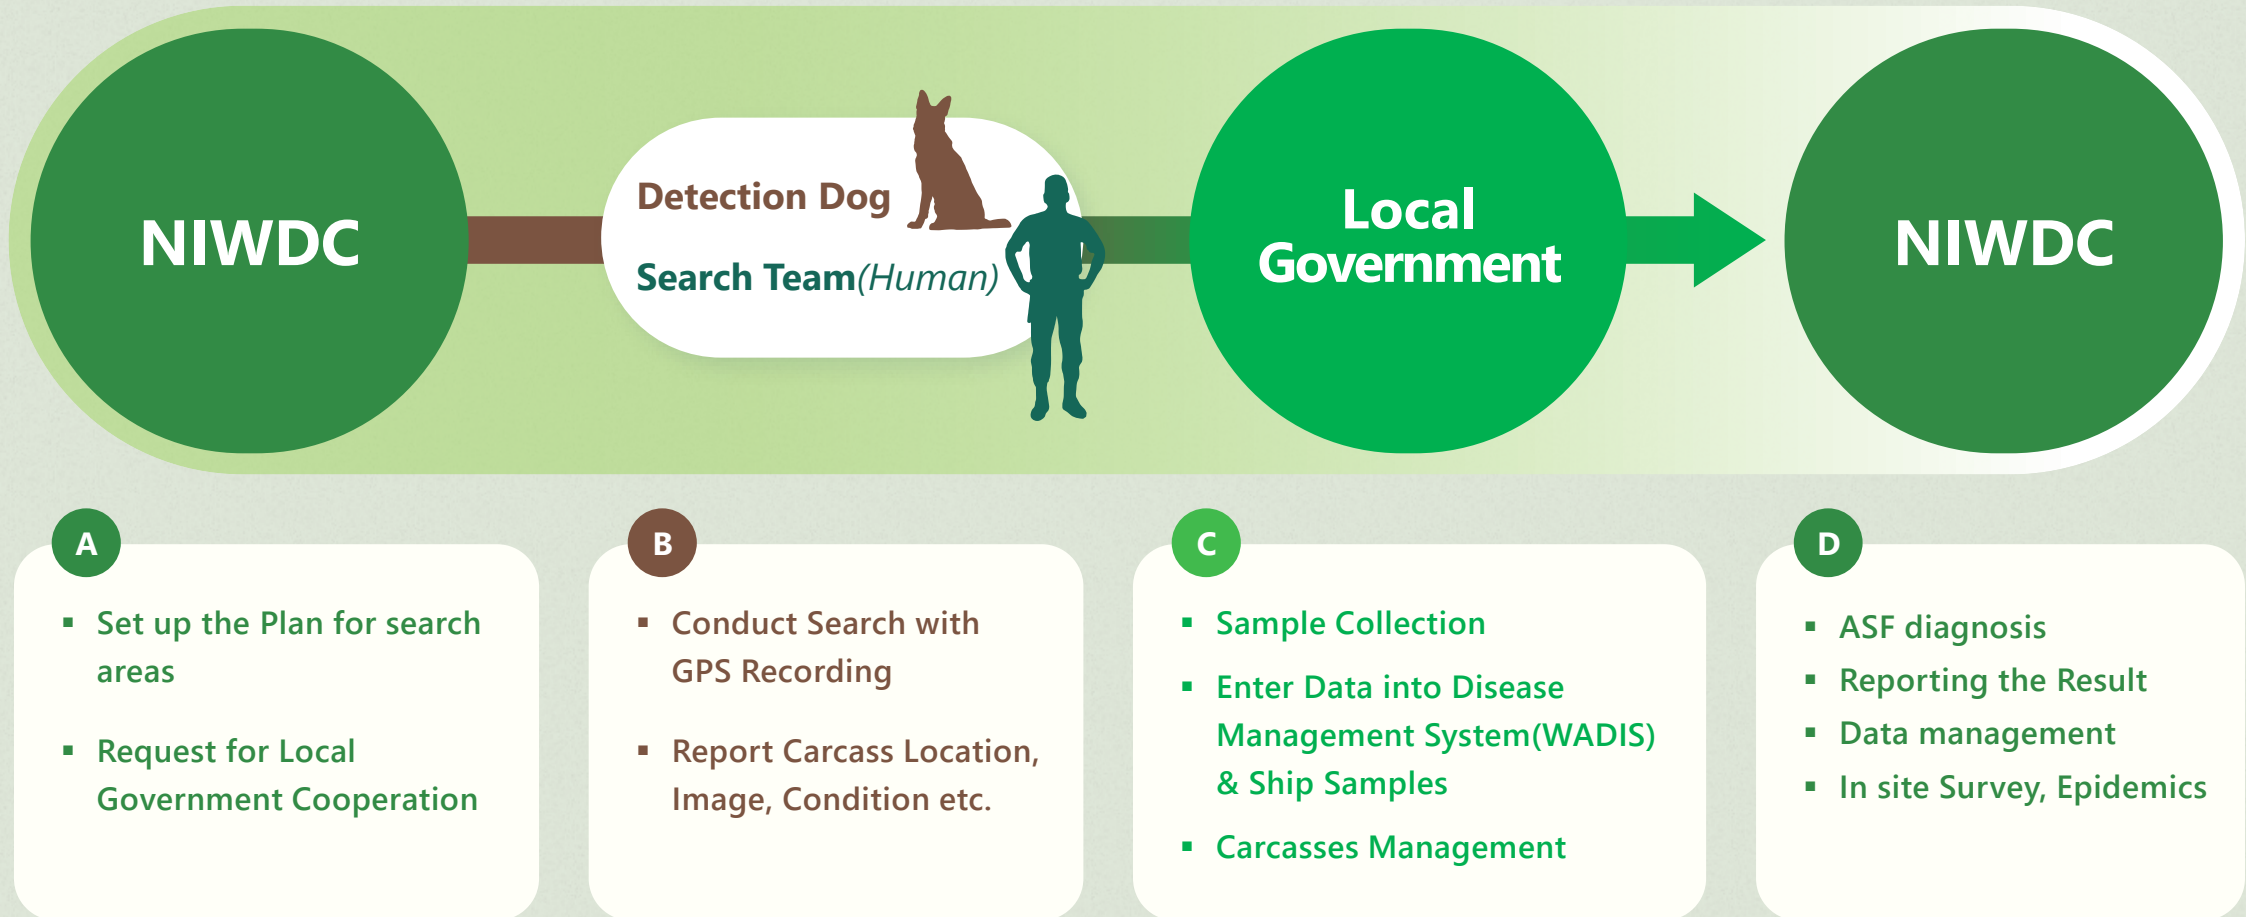 NIWDC
Detection Dog
Search Team(Human)
Local
Government
NIWDC
A
▪ Set up the Plan for search
areas
▪ Request for Local
Government Cooperation
B
▪ Conduct Search with
GPS Recording
▪ Report Carcass Location,
Image, Condition etc.
C
▪ Sample Collection
▪ Enter Data into Disease
Management System(WADIS)
& Ship Samples
▪ Carcasses Management
D
▪ ASF diagnosis
▪ Reporting the Result
▪ Data management
▪ In site Survey, Epidemics